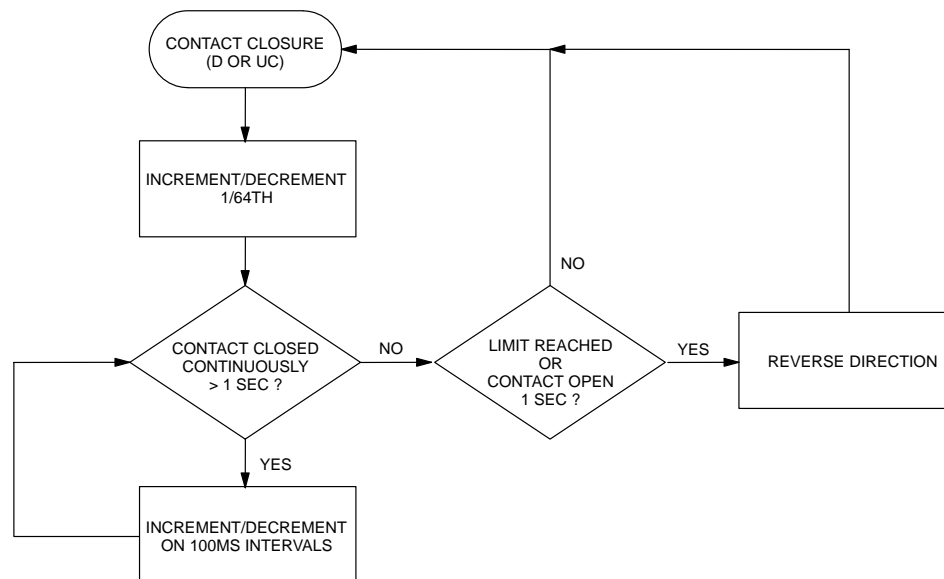 CONTACT CLOSURE
(D OR UC)
INCREMENT/DECREMENT
1/64TH
NO
CONTACT CLOSED
CONTINUOUSLY
> 1 SEC ?
NO
LIMIT REACHED
OR
CONTACT OPEN
1 SEC ?
YES
REVERSE DIRECTION
YES
INCREMENT/DECREMENT
ON 100MS INTERVALS